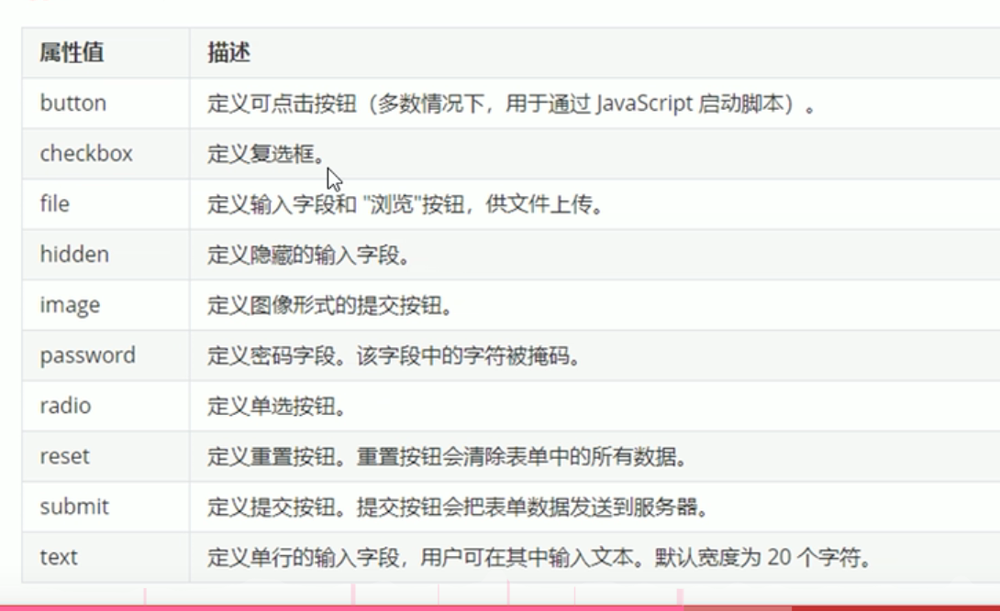 属性值 描述
button 定义可点击按钮（多数情况下，用于通过 JavaScript 启动脚本）。
checkbox 定义复选框。
file 定义输入字段和 "浏览"按钮，供文件上传。
hidden 定义隐藏的输入字段。
image 定义图像形式的提交按钮。
password 定义密码字段。该字段中的字符被掩码。
radio 定义单选按钮。
reset 定义重置按钮。重置按钮会清除表单中的所有数据。
submit 定义提交按钮。提交按钮会把表单数据发送到服务器。
text 定义单行的输入字段，用户可在其中输入文本。默认宽度为 20 个字符。